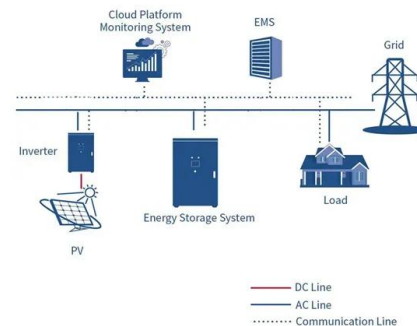 Cloud Platform
Monitoring System
EMS
Grid
Inverter
Load
Energy Storage System
PV
DC Line
AC Line
Communication Line